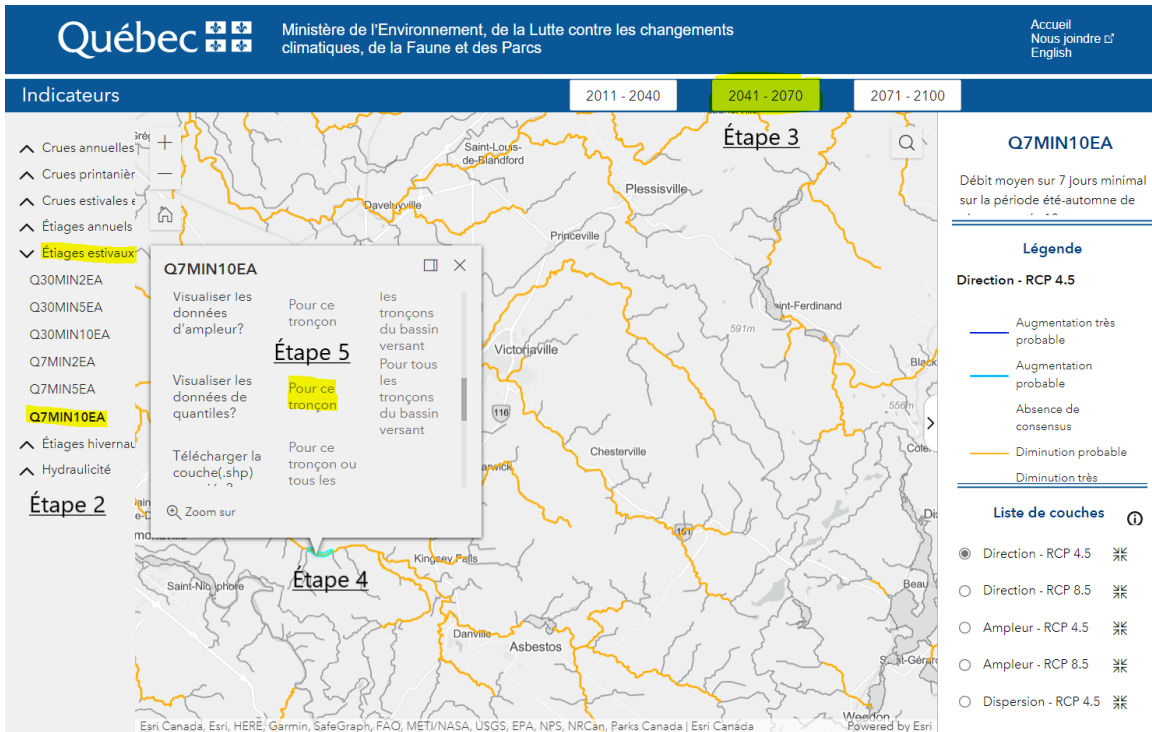 Québec
Ministère de l'Environnement, de la Lutte contre les changements
climatiques, de la Faune et des Parcs
Accueil
Nous joindre
English
Indicateurs
2011 - 2040
2041 - 2070
2071 - 2100
Étape 3
Crues annuelles
Crues printanièr
Crues estivales e
Étiages annuels
Étiages estivaux
Q30MIN2EA
Q30MIN5EA
Q30MIN10EA
Q7MIN2EA
Q7MIN5EA
Q7MIN10EA
Étiages hivernau
Hydraulicité
Étape 2
Saint-Louis-
de-Blandford
Plessisville
Daveluyville
Princeville
int-Ferdinand
591m
Victoriaville
Black
116
556m
Chesterville
arwick
161
Kingsey Falls
Saint-Nic phore
Beau
Danville
Asbestos
t-Gérard
Weedon
Q7MIN10EA
Visualiser les
données
d'ampleur?
Pour ce
tronçon
les
tronçons
du bassin
versant
Étape 5
Visualiser les
données de
quantiles?
Pour ce
tronçon
Pour tous
les
tronçons
du bassin
versant
Télécharger la
couche(.shp)
Pour ce
tronçon ou
tous les
Zoom sur
Étape 4
Esri Canada, Esri, HERE, Garmin, SafeGraph, FAO, METI/NASA, USGS, EPA, NPS, NRCan, Parks Canada | Esri Canada
Powered by Esri
Q7MIN10EA
Débit moyen sur 7 jours minimal
sur la période été-automne de
Légende
Direction - RCP 4.5
Augmentation très
probable
Augmentation
probable
Absence de
consensus
Diminution probable
Diminution très
Liste de couches
Direction - RCP 4.5
Direction - RCP 8.5
Ampleur - RCP 4.5
Ampleur - RCP 8.5
Dispersion - RCP 4.5